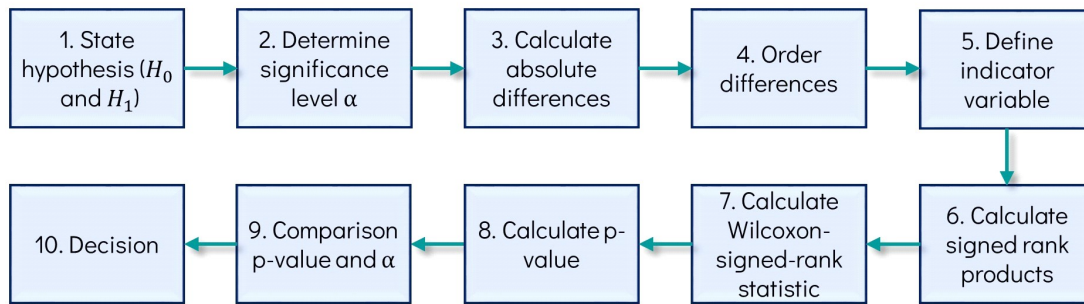 1. State
hypothesis (H₀
and H₁)
2. Determine
significance
level α
3. Calculate
absolute
differences
4. Order
differences
5. Define
indicator
variable
6. Calculate
signed rank
products
7. Calculate
Wilcoxon-
signed-rank
statistic
8. Calculate p-
value
9. Comparison
p-value and α
10. Decision